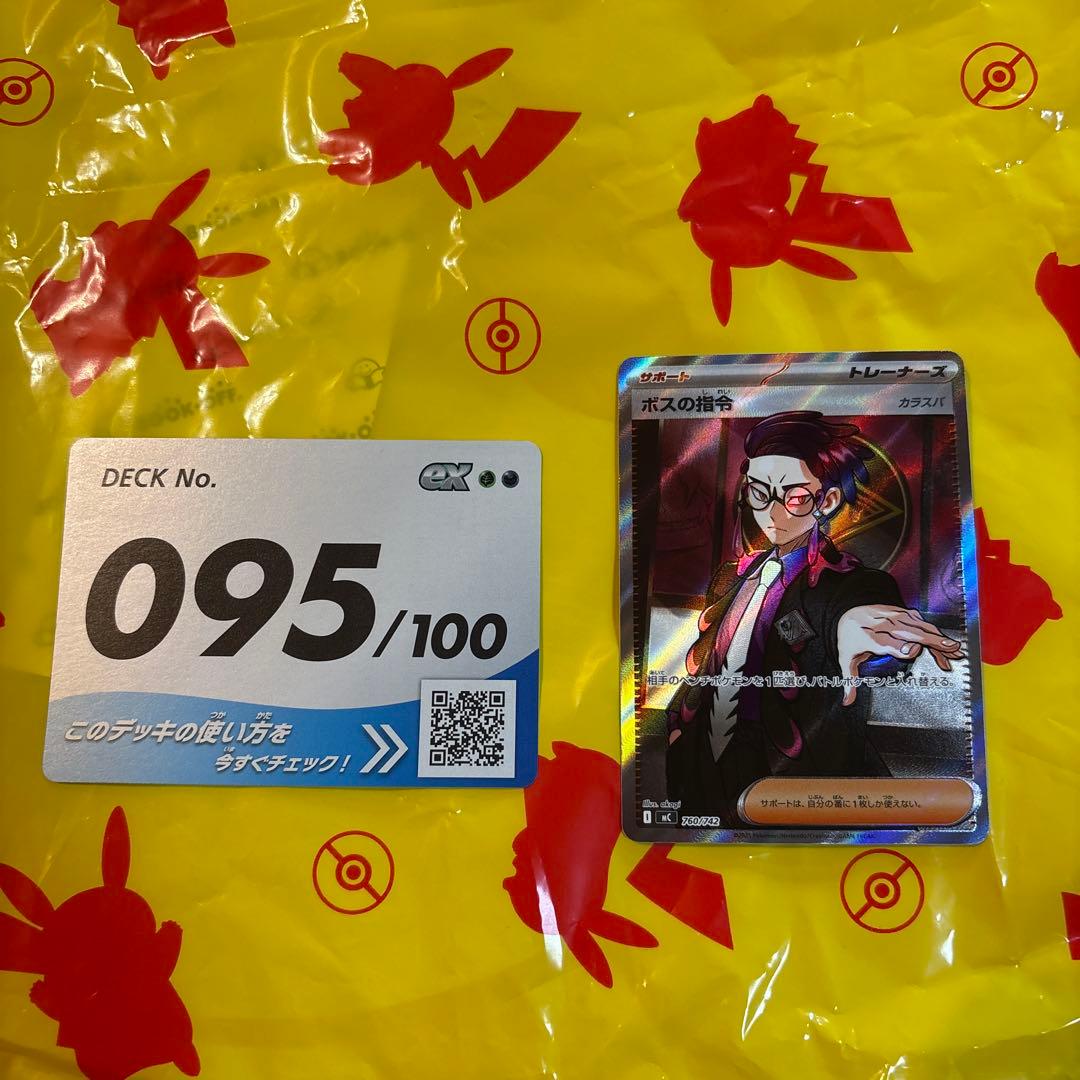 DECK No.
ex
095/100
このデッキの使い方を
今すぐチェック!
サポート
トレーナーズ
ボスの指令
カラスバ
相手のベンチポケモンを1匹選び、バトルポケモンと入れ替える。
サポートは、自分の番に1枚しか使えない。
Illus. akagi
I MC 760/742